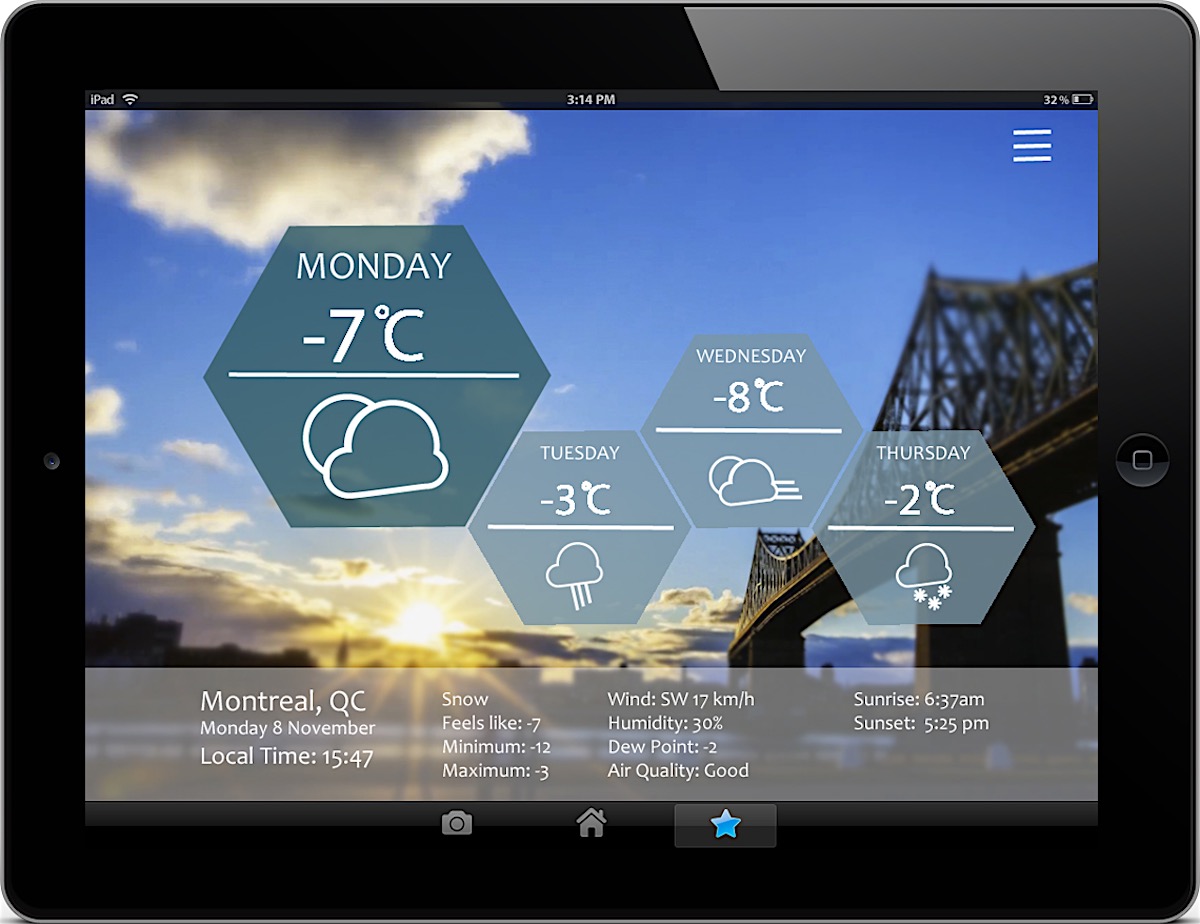 iPad 3:14 PM 32%
MONDAY
-7℃
WEDNESDAY
-8℃
TUESDAY
-3℃
THURSDAY
-2℃
Montreal, QC
Monday 8 November
Local Time: 15:47
Snow
Feels like: -7
Minimum: -12
Maximum: -3
Wind: SW 17 km/h
Humidity: 30%
Dew Point: -2
Air Quality: Good
Sunrise: 6:37am
Sunset: 5:25 pm